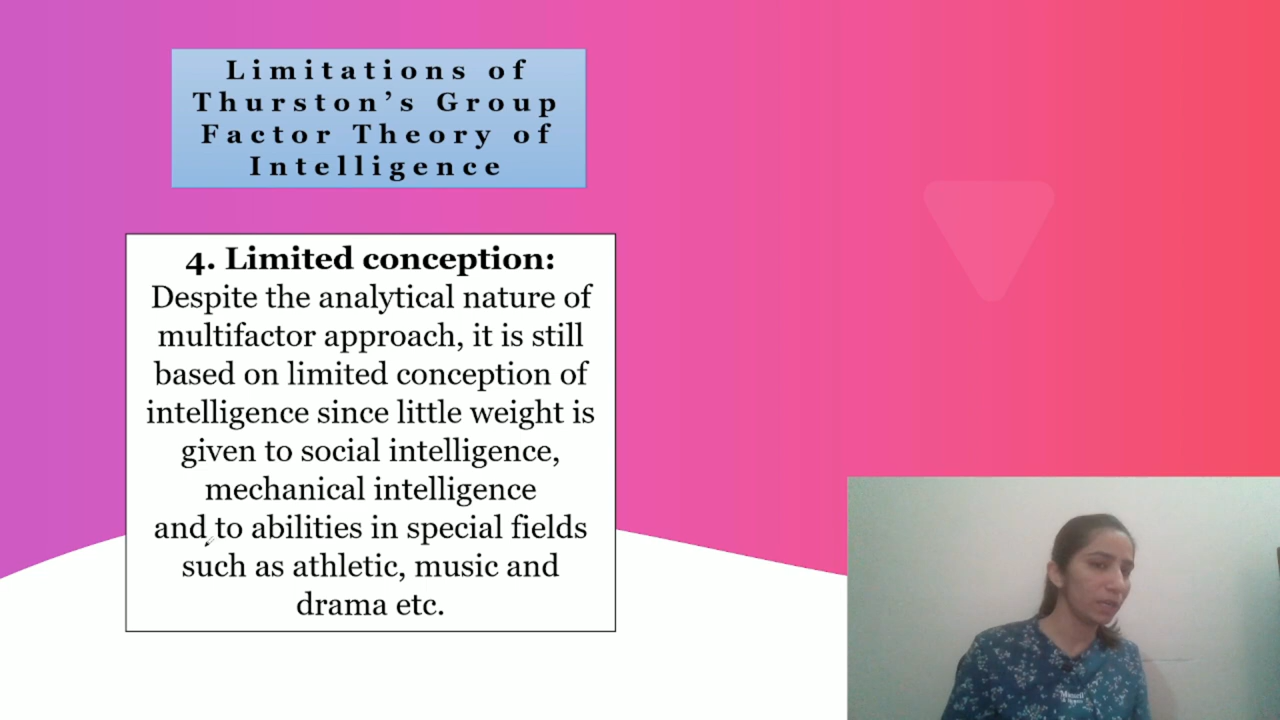 Limitations of
Thurston’s Group
Factor Theory of
Intelligence
4. Limited conception:
Despite the analytical nature of
multifactor approach, it is still
based on limited conception of
intelligence since little weight is
given to social intelligence,
mechanical intelligence
and to abilities in special fields
such as athletic, music and
drama etc.